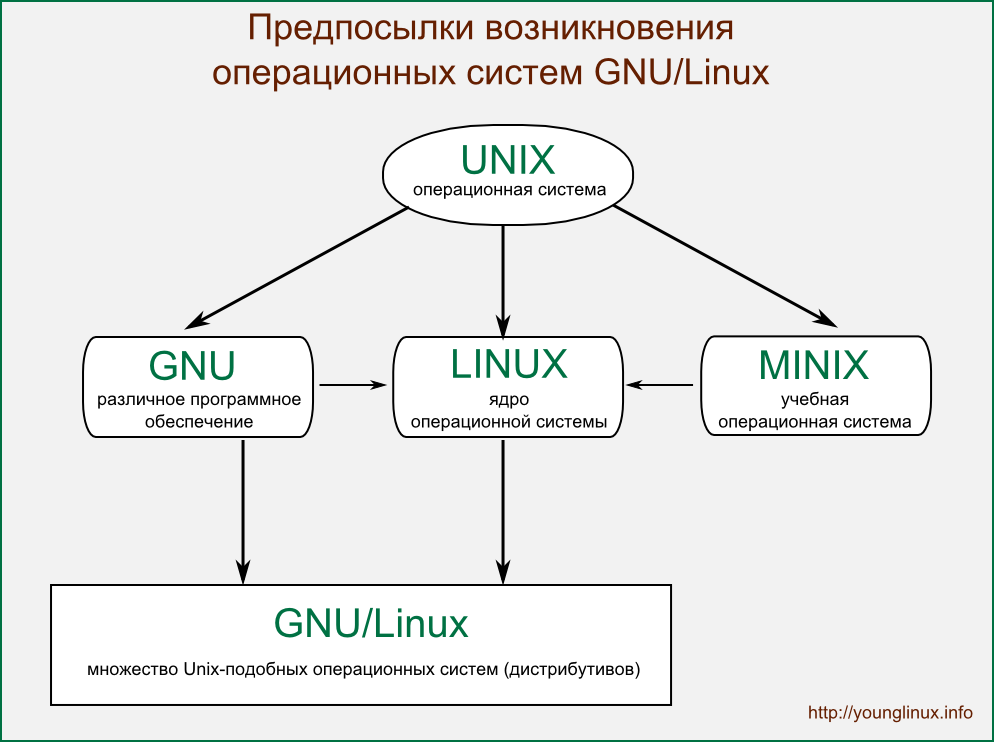 Предпосылки возникновения
операционных систем GNU/Linux
UNIX
операционная система
GNU
различное программное
обеспечение
LINUX
ядро
операционной системы
MINIX
учебная
операционная система
GNU/Linux
множество Unix-подобных операционных систем (дистрибутивов)
http://younglinux.info